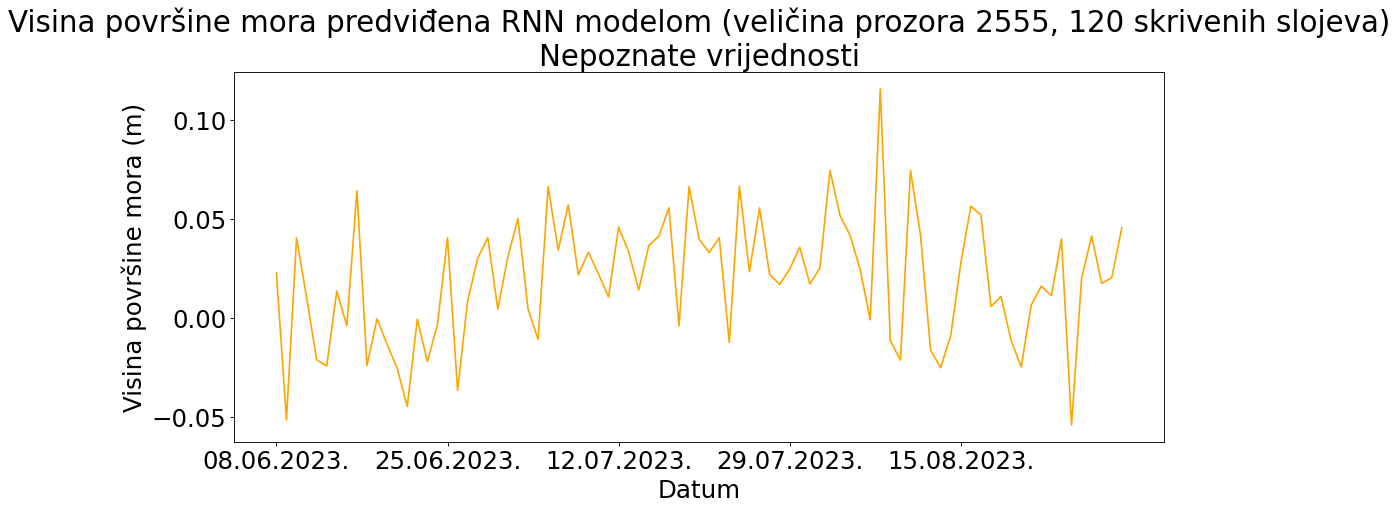 Visina površine mora predviđena RNN modelom (veličina prozora 2555, 120 skrivenih slojeva)
Nepoznate vrijednosti
Visina površine mora (m)
0.10
0.05
0.00
−0.05
08.06.2023. 25.06.2023. 12.07.2023. 29.07.2023. 15.08.2023.
Datum